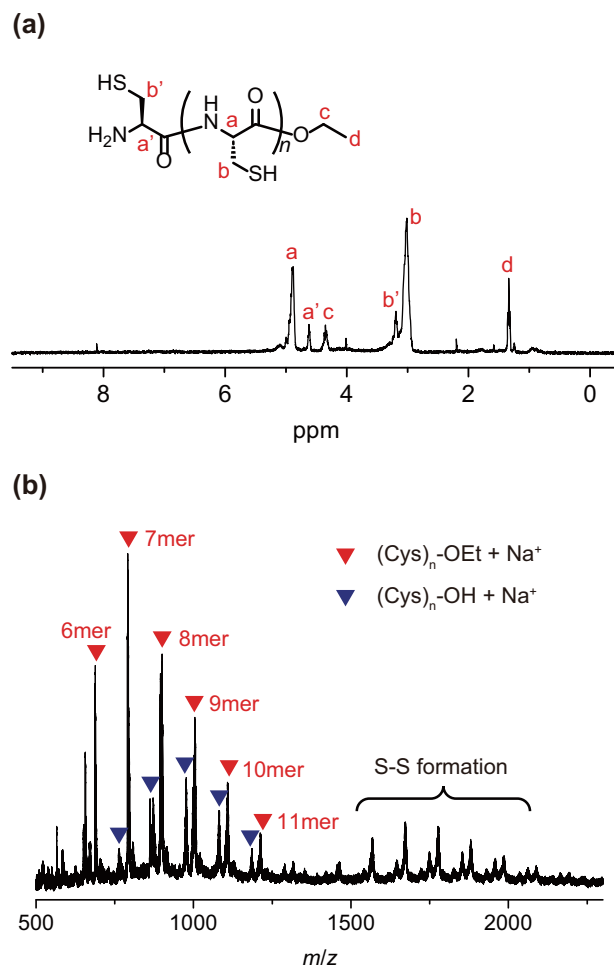 (a)
HS
b'
H
N
a
O
c
H₂N
a'
O
n
O
d
b
SH
a
b
a'
c
b'
d
8
6
4
2
0
ppm
(b)
7mer
(Cys)ₙ-OEt + Na⁺
(Cys)ₙ-OH + Na⁺
6mer
8mer
9mer
10mer
11mer
S-S formation
500
1000
1500
2000
m/z